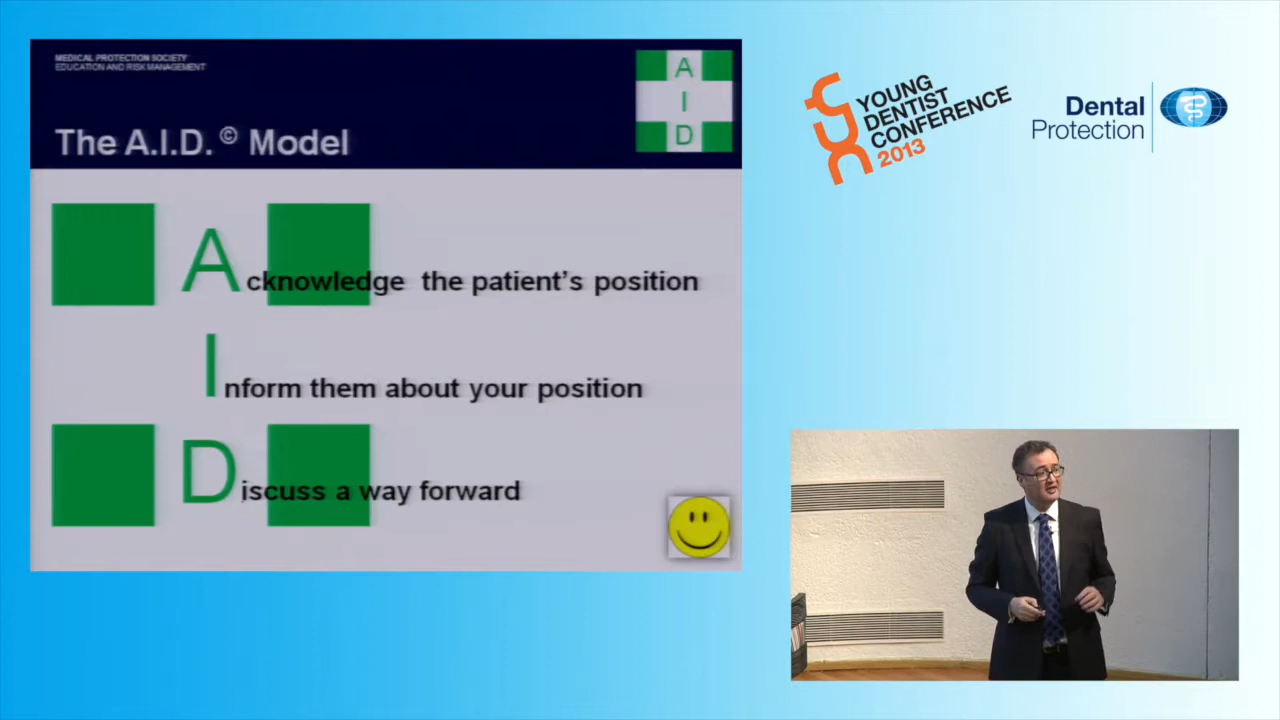 MEDICAL PROTECTION SOCIETY
EDUCATION AND RISK MANAGEMENT
The A.I.D.© Model
A
I
D
Acknowledge the patient's position
Inform them about your position
Discuss a way forward
YOUNG
DENTIST
CONFERENCE
2013
Dental
Protection